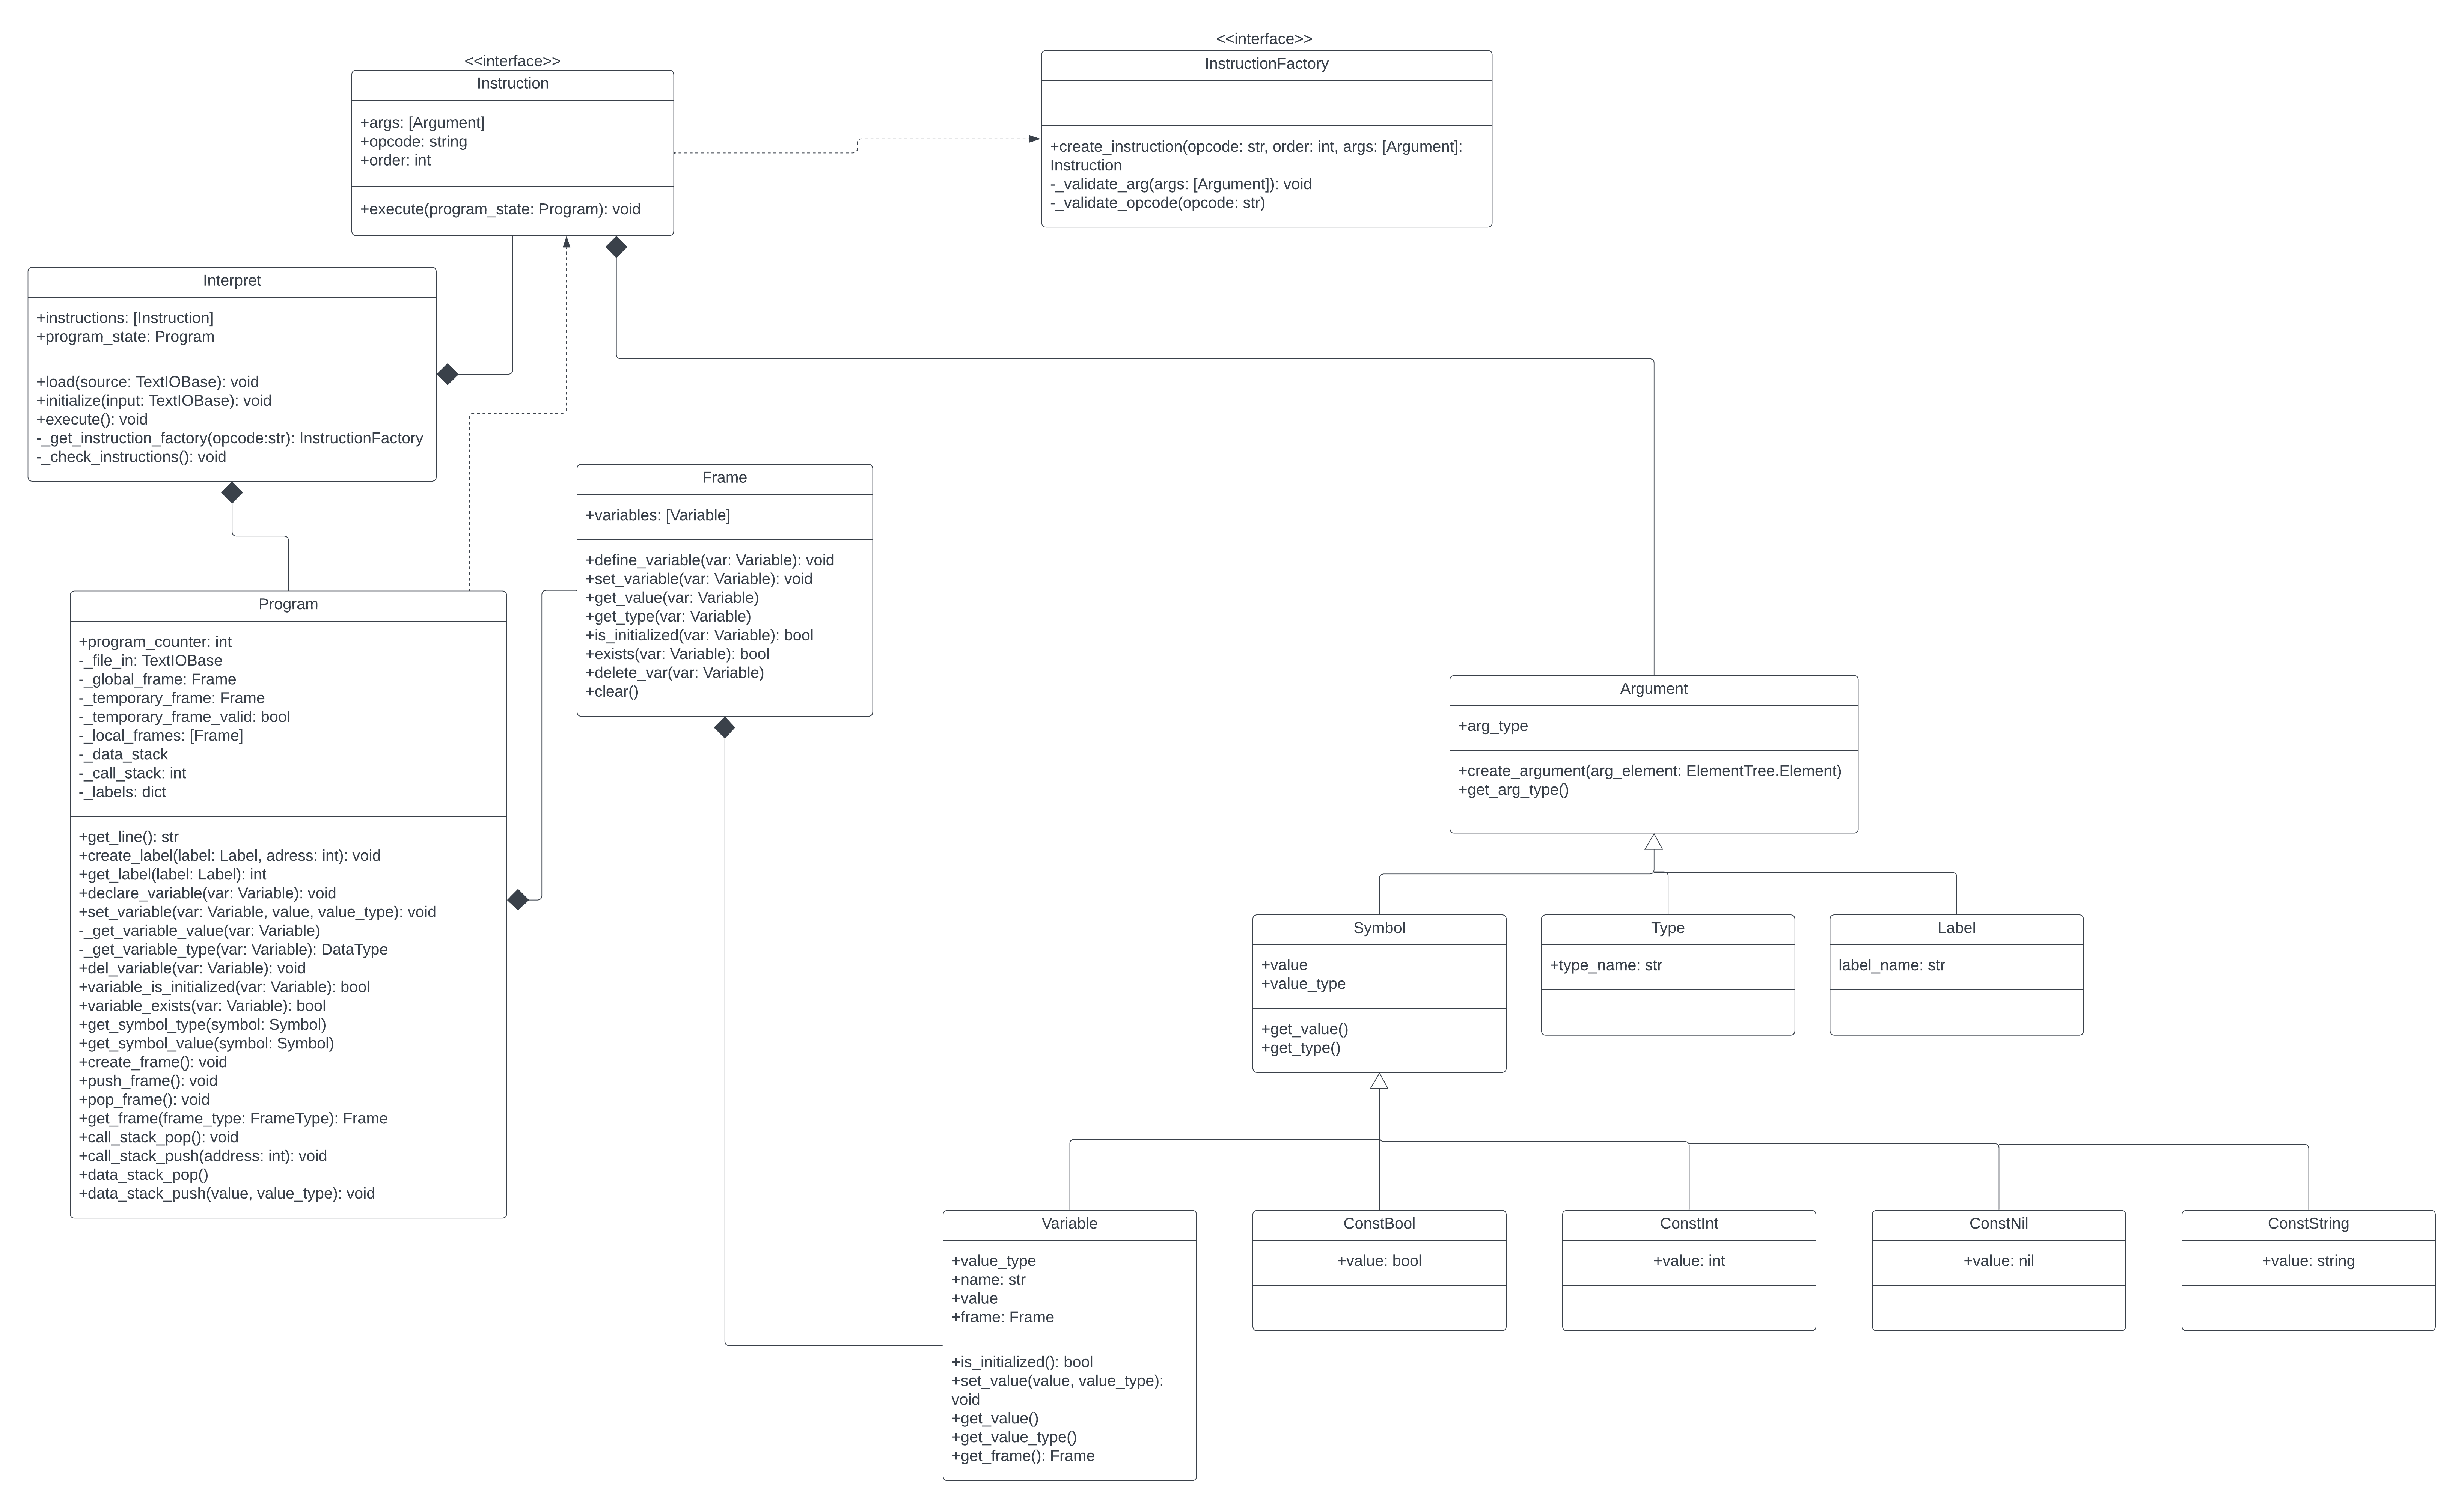 <<interface>>
Instruction
+args: [Argument]
+opcode: string
+order: int
+execute(program_state: Program): void
<<interface>>
InstructionFactory
+create_instruction(opcode: str, order: int, args: [Argument]:
Instruction
-_validate_arg(args: [Argument]): void
-_validate_opcode(opcode: str)
Interpret
+instructions: [Instruction]
+program_state: Program
+load(source: TextIOBase): void
+initialize(input: TextIOBase): void
+execute(): void
-_get_instruction_factory(opcode:str): InstructionFactory
-_check_instructions(): void
Frame
+variables: [Variable]
+define_variable(var: Variable): void
+set_variable(var: Variable): void
+get_value(var: Variable)
+get_type(var: Variable)
+is_initialized(var: Variable): bool
+exists(var: Variable): bool
+delete_var(var: Variable)
+clear()
Program
+program_counter: int
-_file_in: TextIOBase
-_global_frame: Frame
-_temporary_frame: Frame
-_temporary_frame_valid: bool
-_local_frames: [Frame]
-_data_stack
-_call_stack: int
-_labels: dict
+get_line(): str
+create_label(label: Label, adress: int): void
+get_label(label: Label): int
+declare_variable(var: Variable): void
+set_variable(var: Variable, value, value_type): void
-_get_variable_value(var: Variable)
-_get_variable_type(var: Variable): DataType
+del_variable(var: Variable): void
+variable_is_initialized(var: Variable): bool
+variable_exists(var: Variable): bool
+get_symbol_type(symbol: Symbol)
+get_symbol_value(symbol: Symbol)
+create_frame(): void
+push_frame(): void
+pop_frame(): void
+get_frame(frame_type: FrameType): Frame
+call_stack_pop(): void
+call_stack_push(address: int): void
+data_stack_pop()
+data_stack_push(value, value_type): void
Argument
+arg_type
+create_argument(arg_element: ElementTree.Element)
+get_arg_type()
Symbol
+value
+value_type
+get_value()
+get_type()
Type
+type_name: str
Label
label_name: str
Variable
+value_type
+name: str
+value
+frame: Frame
+is_initialized(): bool
+set_value(value, value_type):
void
+get_value()
+get_value_type()
+get_frame(): Frame
ConstBool
+value: bool
ConstInt
+value: int
ConstNil
+value: nil
ConstString
+value: string